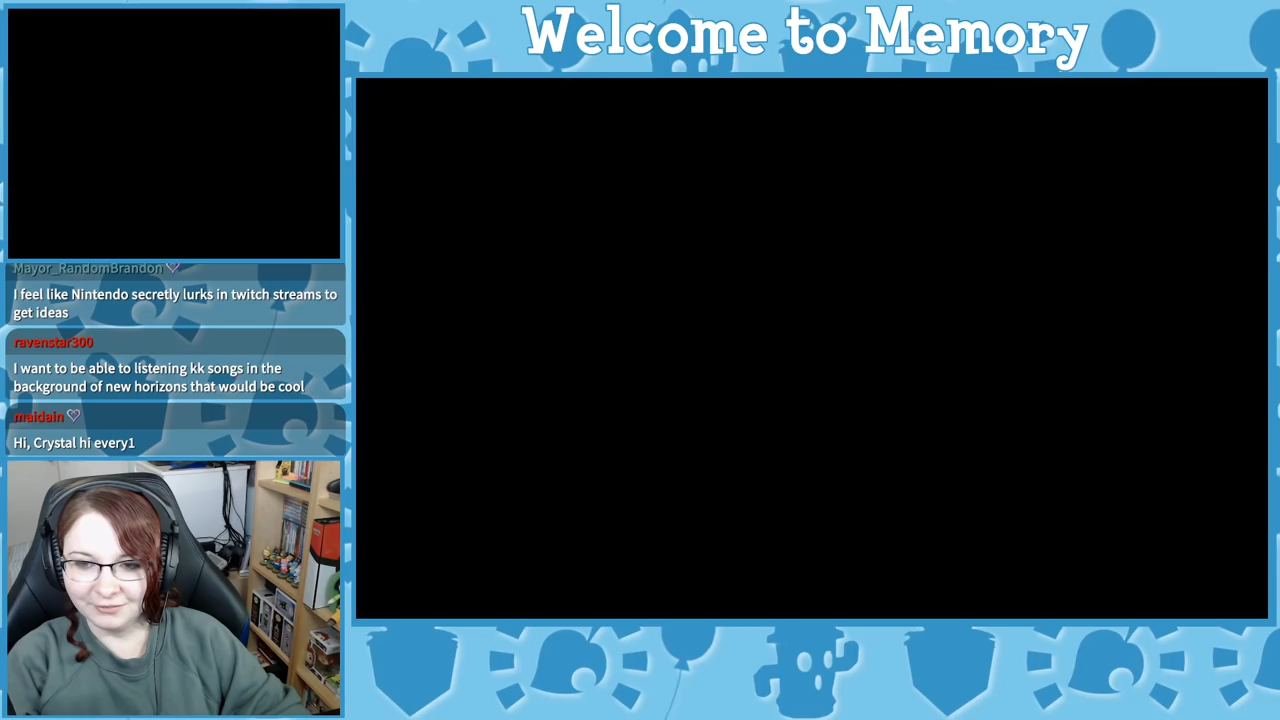 Welcome to Memory
Mayor_RandomBrandon
I feel like Nintendo secretly lurks in twitch streams to
get ideas
ravenstar300
I want to be able to listening kk songs in the
background of new horizons that would be cool
maidain
Hi, Crystal hi every1